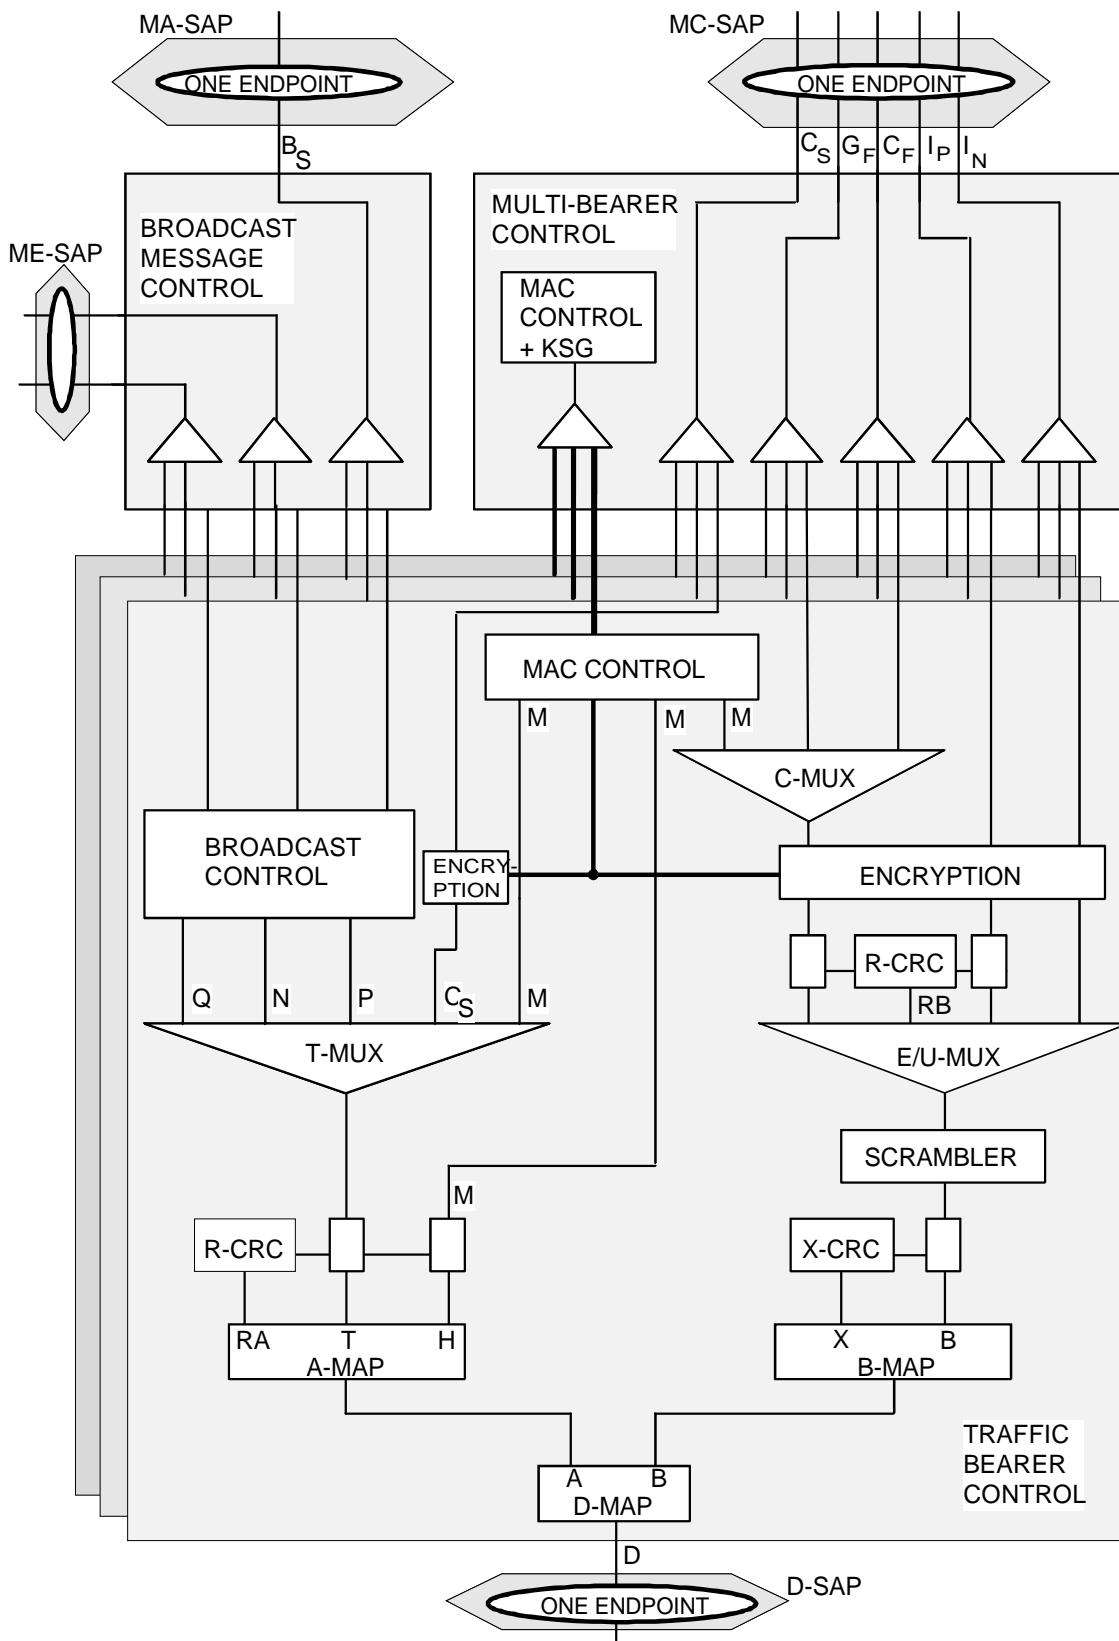 MA-SAP
MC-SAP
ONE ENDPOINT
ONE ENDPOINT
BS
CS GF CF IP IN
BROADCAST
MESSAGE
CONTROL
MULTI-BEARER
CONTROL
ME-SAP
MAC
CONTROL
+ KSG
MAC CONTROL
M
M
M
C-MUX
BROADCAST
CONTROL
ENCRY-
PTION
ENCRYPTION
R-CRC
Q
N
P
CS
M
RB
T-MUX
E/U-MUX
SCRAMBLER
M
R-CRC
X-CRC
RA
T
H
X
B
A-MAP
B-MAP
TRAFFIC
BEARER
CONTROL
A
B
D-MAP
D
D-SAP
ONE ENDPOINT